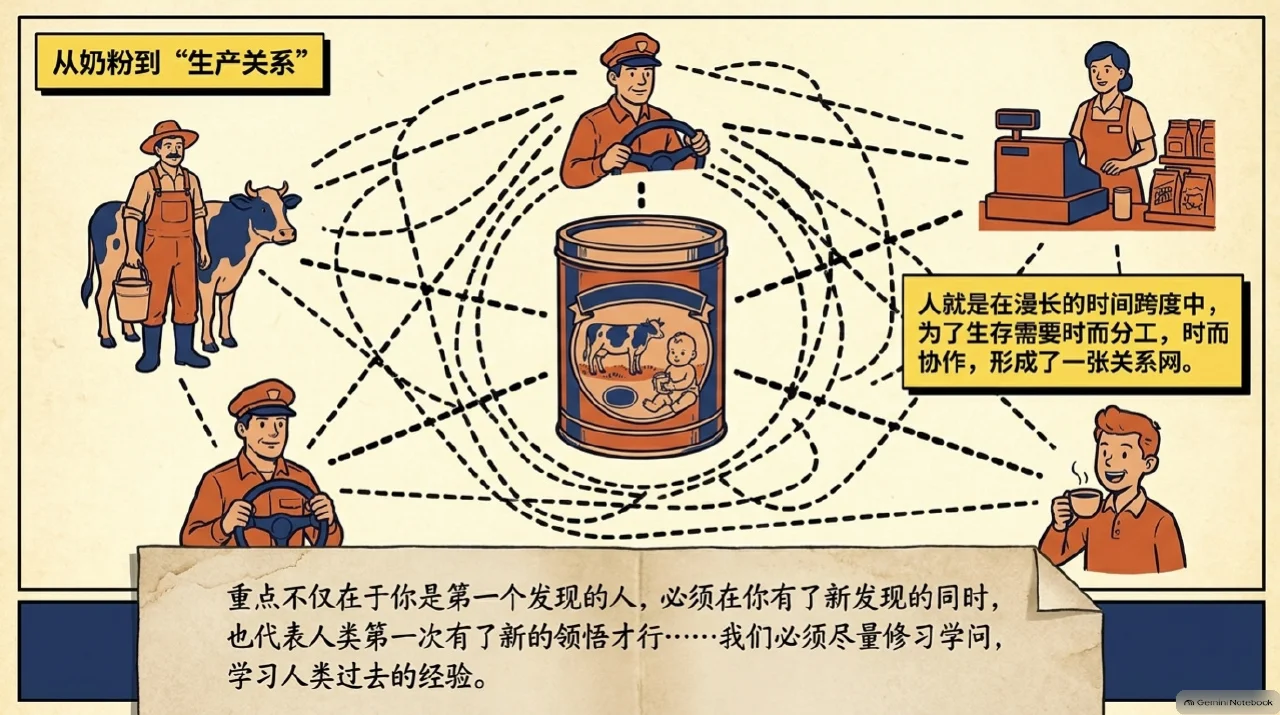 从奶粉到“生产关系”
人就是在漫长的时间跨度中，
为了生存需要时而分工，时而
协作，形成了一张关系网。
重点不仅在于你是第一个发现的人，必须在你有了新发现的同时，
也代表人类第一次有了新的领悟才行……我们必须尽量修习学问，
学习人类过去的经验。
Gemini Notebook